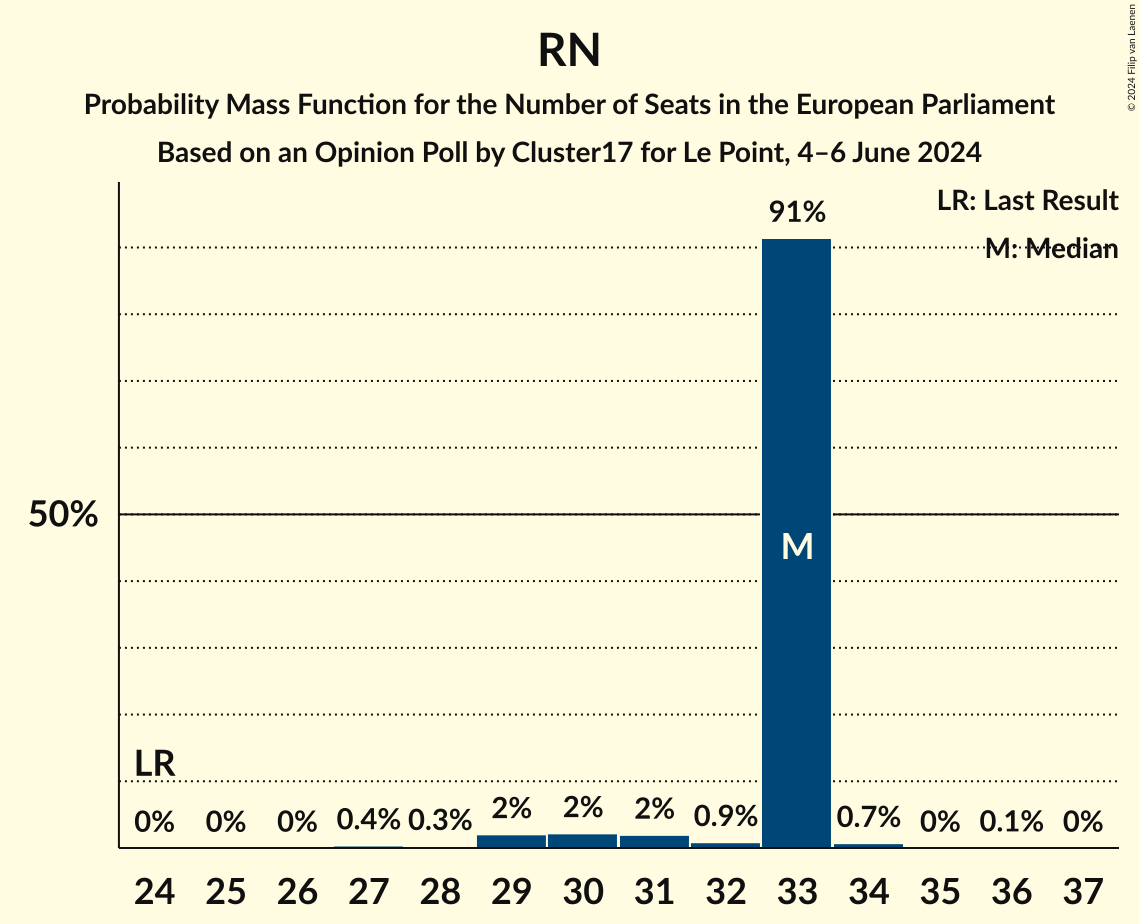 RN
Probability Mass Function for the Number of Seats in the European Parliament
Based on an Opinion Poll by Cluster17 for Le Point, 4–6 June 2024
© 2024 Filip van Laenen
LR: Last Result
M: Median
91%
50%
M
LR
0% 0% 0% 0.4% 0.3% 2% 2% 2% 0.9% 0.7% 0% 0.1% 0%
24 25 26 27 28 29 30 31 32 33 34 35 36 37